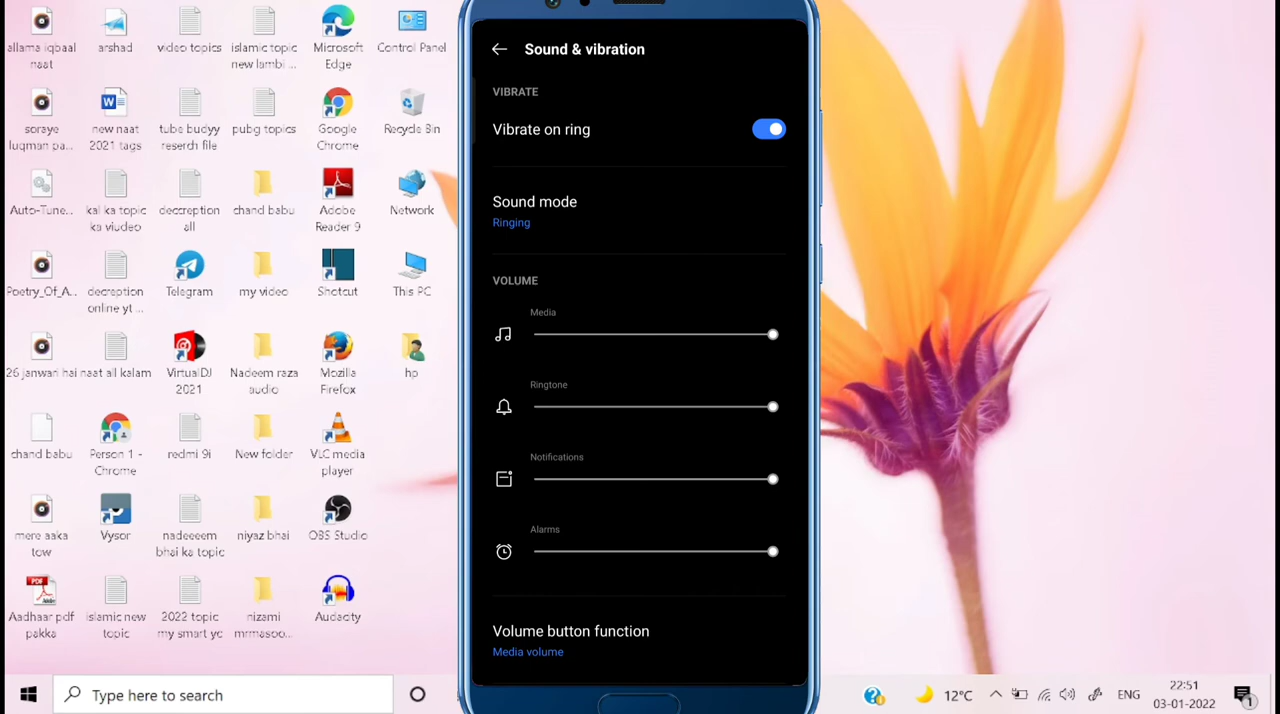 allama iqbaal
naat
arshad
video topics
islamic topic
new lambi ...
Microsoft
Edge
Control Panel
soraye
luqman pa...
new naat
2021 tags
tube budyy
reserch file
pubg topics
Google
Chrome
Recycle Bin
Auto-Tune...
kal ka topic
ka viudeo
decreption
all
chand babu
Adobe
Reader 9
Network
Poetry_Of_A...
decreption
online yt ...
Telegram
my video
Shotcut
This PC
26 janwari hai
naat all kalam
VirtualDJ
2021
Nadeem raza
audio
Mozilla
Firefox
hp
chand babu
Person 1 -
Chrome
redmi 9i
New folder
VLC media
player
mere aaka
tow
Vysor
nadeeeem
bhai ka topic
niyaz bhai
OBS Studio
PDF
Aadhaar pdf
pakka
islamic new
topic
2022 topic
my smart yc
nizami
mrmasoo...
Audacity
Sound & vibration
VIBRATE
Vibrate on ring
Sound mode
Ringing
VOLUME
Media
Ringtone
Notifications
Alarms
Volume button function
Media volume
Type here to search
12°C
ENG
22:51
03-01-2022
1